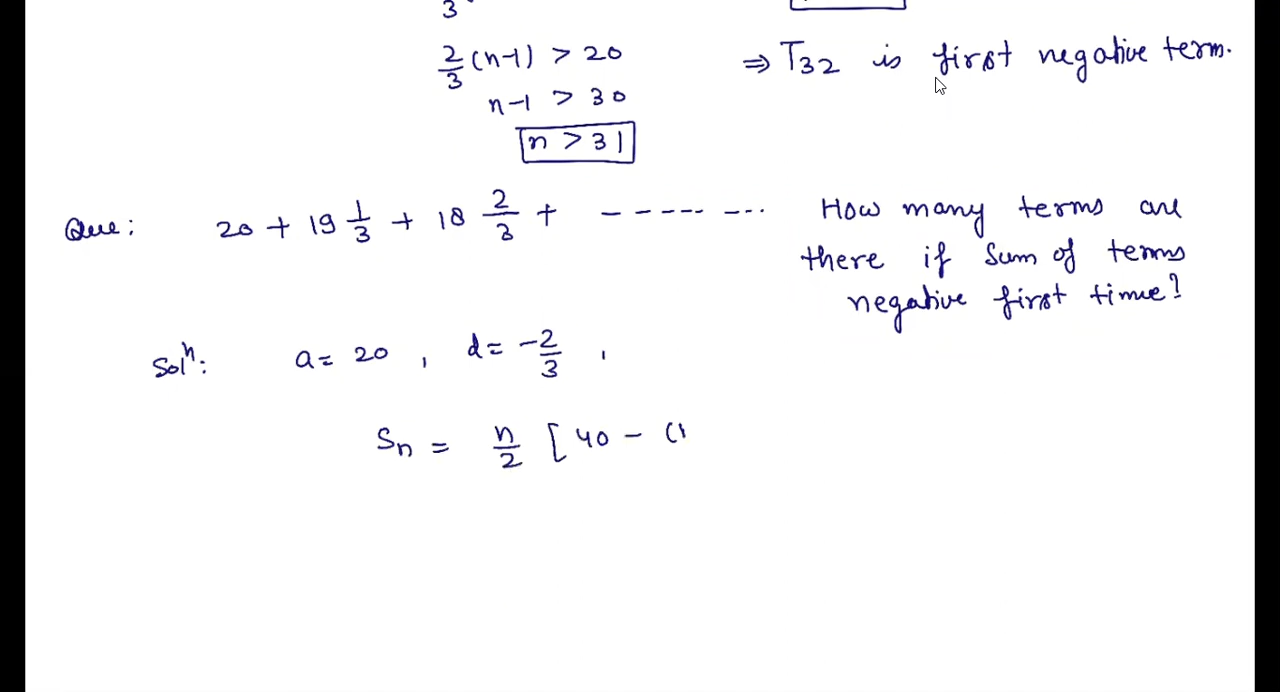 3
2/3 (n-1) > 20 ⇒ T32 is first negative term.
n-1 > 30
n > 31
Que: 20 + 19 1/3 + 18 2/3 + - - - - - - - - ... How many terms are
there if sum of terms
negative first time?
Solⁿ: a = 20 , d = -2/3 ,
Sn = n/2 [ 40 - (